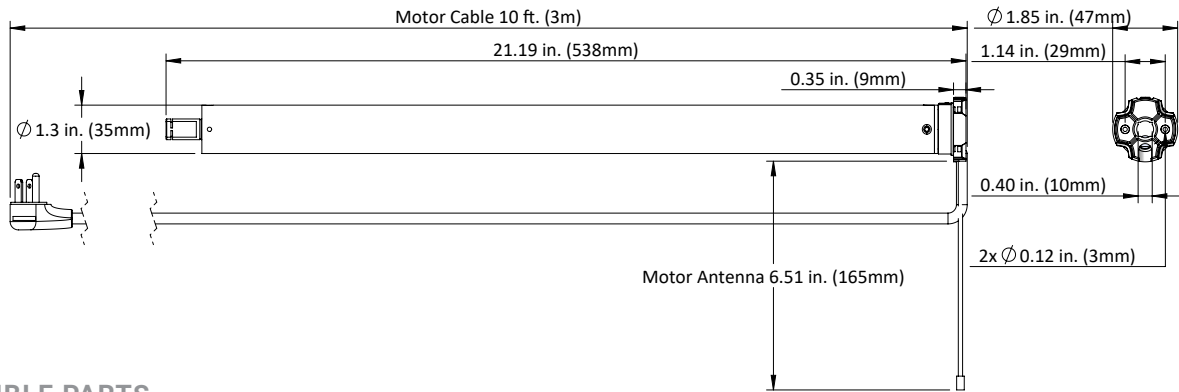 Motor Cable 10 ft. (3m)
∅ 1.85 in. (47mm)
21.19 in. (538mm)
1.14 in. (29mm)
0.35 in. (9mm)
∅ 1.3 in. (35mm)
0.40 in. (10mm)
2x ∅ 0.12 in. (3mm)
Motor Antenna 6.51 in. (165mm)